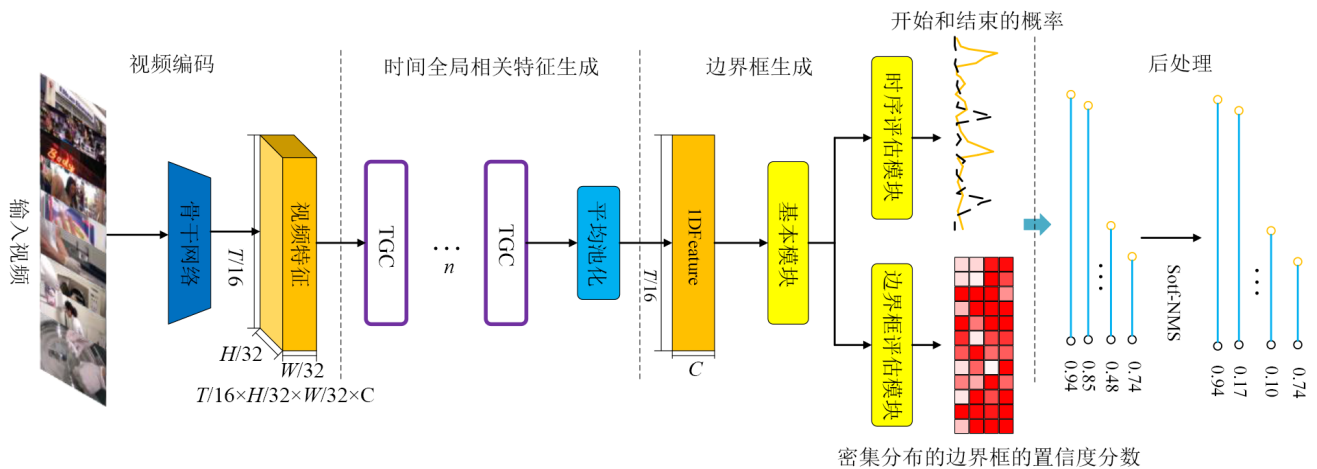 开始和结束的概率
视频编码
时间全局相关特征生成
边界框生成
后处理
输入视频
Body
骨干网络
T/16
视频特征
H/32
W/32
T/16×H/32×W/32×C
TGC
...
n
TGC
平均池化
T/16
1DFeature
C
基本模块
时序评估模块
边界框评估模块
密集分布的边界框的置信度分数
...
0.94
0.85
0.48
0.74
Sotf-NMS
...
0.94
0.17
0.10
0.74